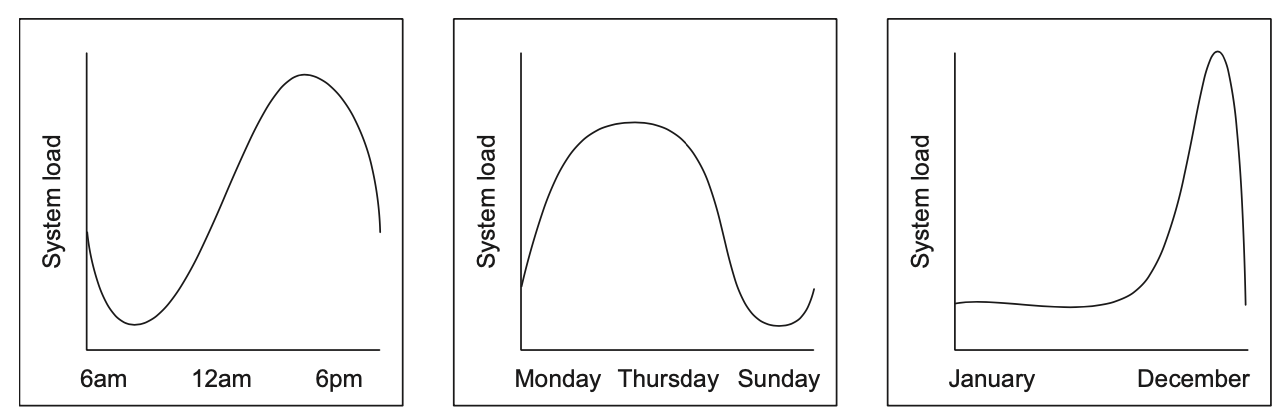 System load
6am 12am 6pm
System load
Monday Thursday Sunday
System load
January December